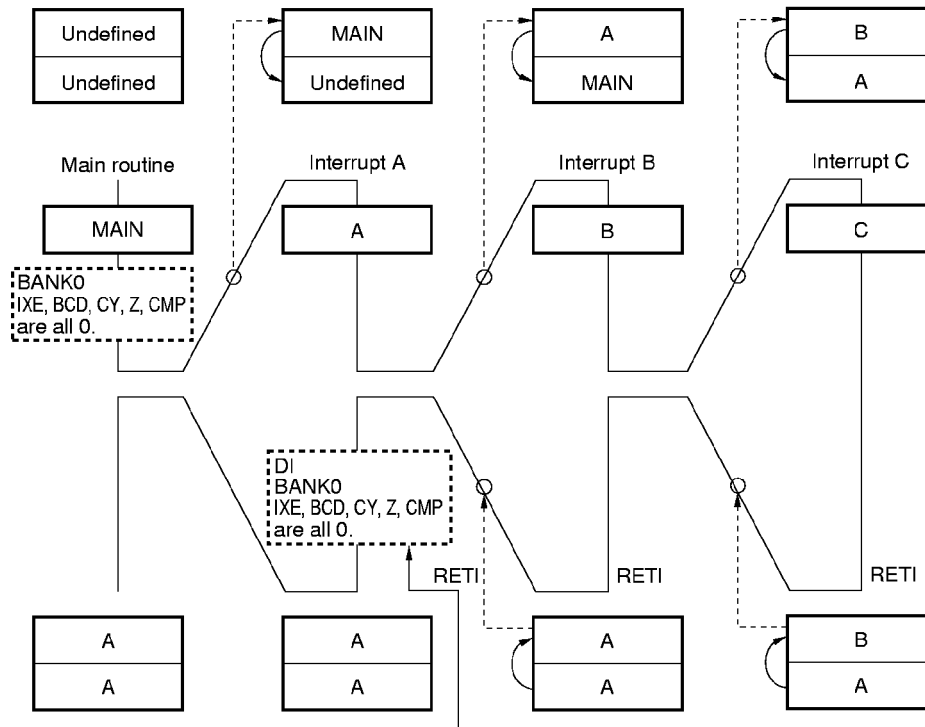 Undefined
Undefined
MAIN
Undefined
A
MAIN
B
A
Main routine
Interrupt A
Interrupt B
Interrupt C
MAIN
A
B
C
BANK0
IXE, BCD, CY, Z, CMP
are all 0.
DI
BANK0
IXE, BCD, CY, Z, CMP
are all 0.
RETI
RETI
RETI
A
A
A
A
A
A
B
A